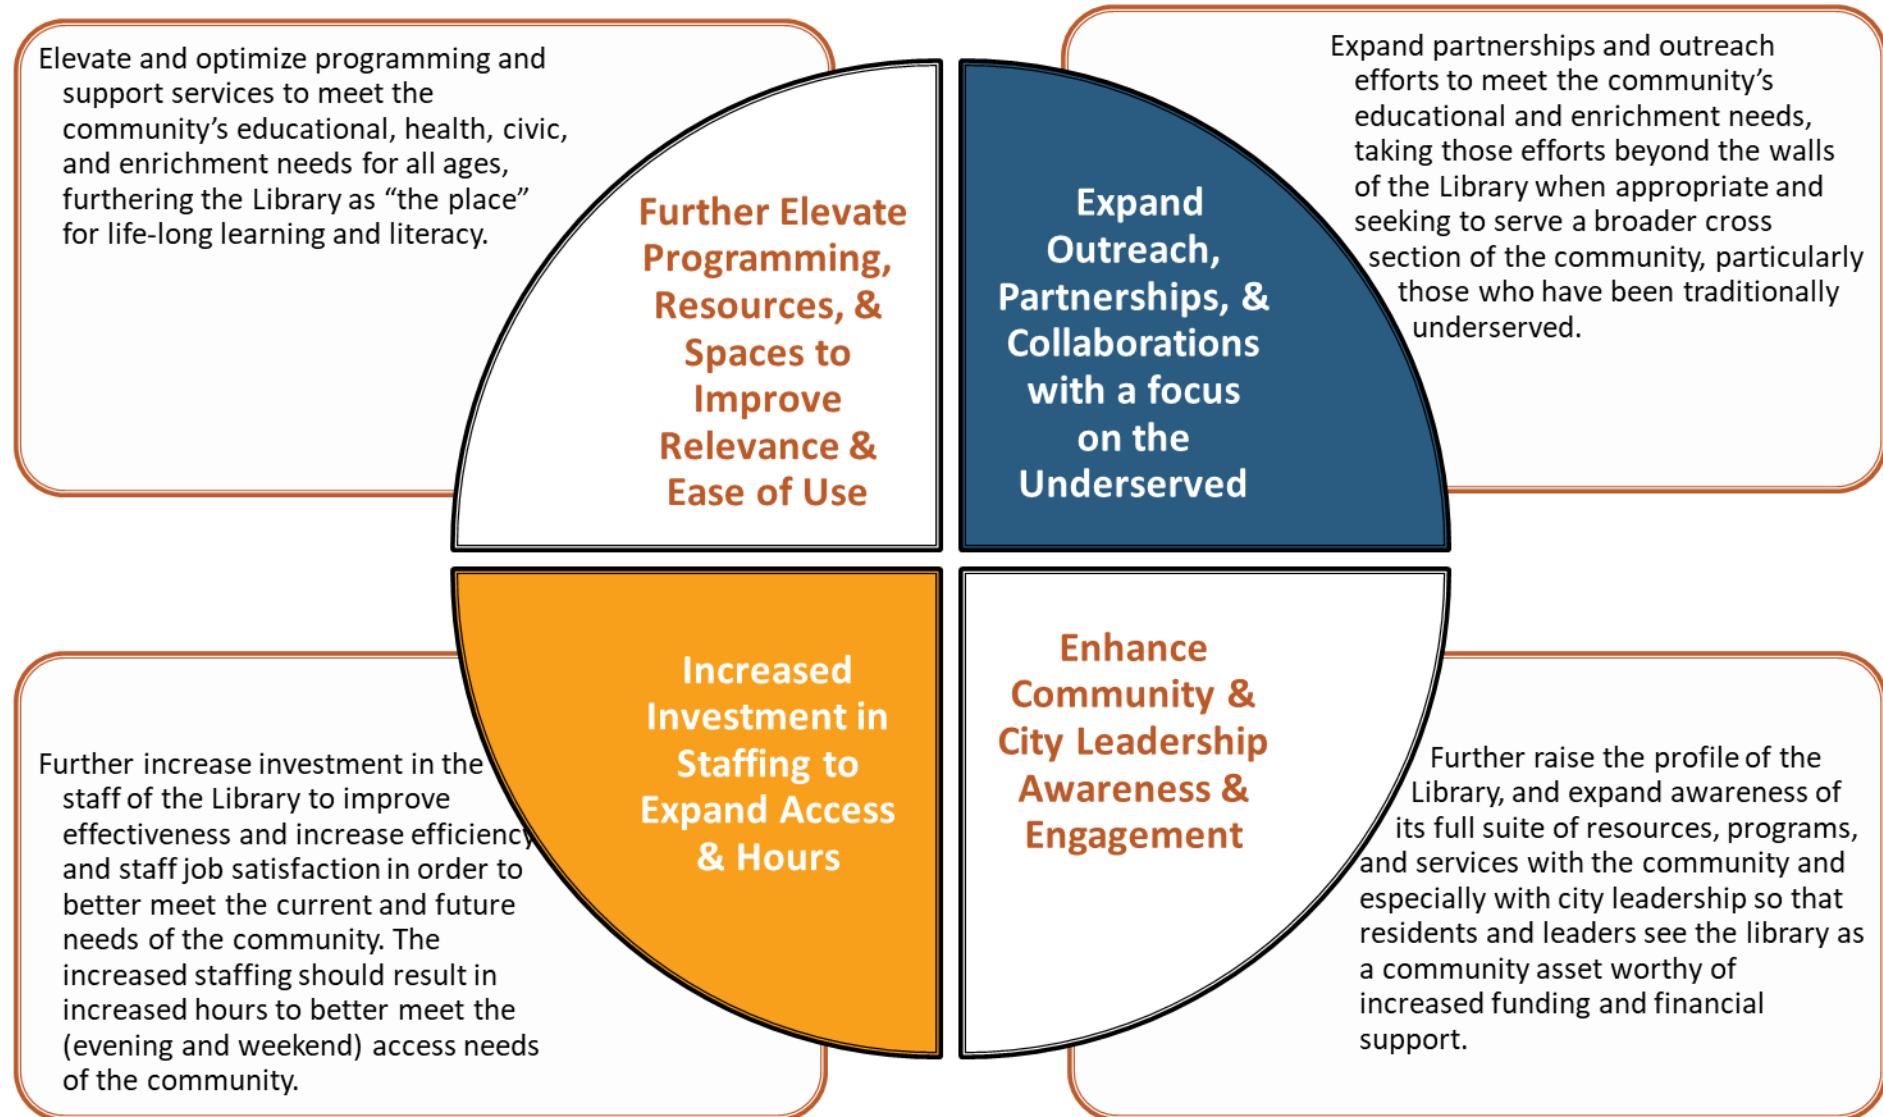 Elevate and optimize programming and
support services to meet the
community’s educational, health, civic,
and enrichment needs for all ages,
furthering the Library as “the place”
for life-long learning and literacy.
Further Elevate
Programming,
Resources, &
Spaces to
Improve
Relevance &
Ease of Use
Expand
Outreach,
Partnerships, &
Collaborations
with a focus
on the
Underserved
Expand partnerships and outreach
efforts to meet the community’s
educational and enrichment needs,
taking those efforts beyond the walls
of the Library when appropriate and
seeking to serve a broader cross
section of the community, particularly
those who have been traditionally
underserved.
Further increase investment in the
staff of the Library to improve
effectiveness and increase efficiency
and staff job satisfaction in order to
better meet the current and future
needs of the community. The
increased staffing should result in
increased hours to better meet the
(evening and weekend) access needs
of the community.
Increased
Investment in
Staffing to
Expand Access
& Hours
Enhance
Community &
City Leadership
Awareness &
Engagement
Further raise the profile of the
Library, and expand awareness of
its full suite of resources, programs,
and services with the community and
especially with city leadership so that
residents and leaders see the library as
a community asset worthy of
increased funding and financial
support.